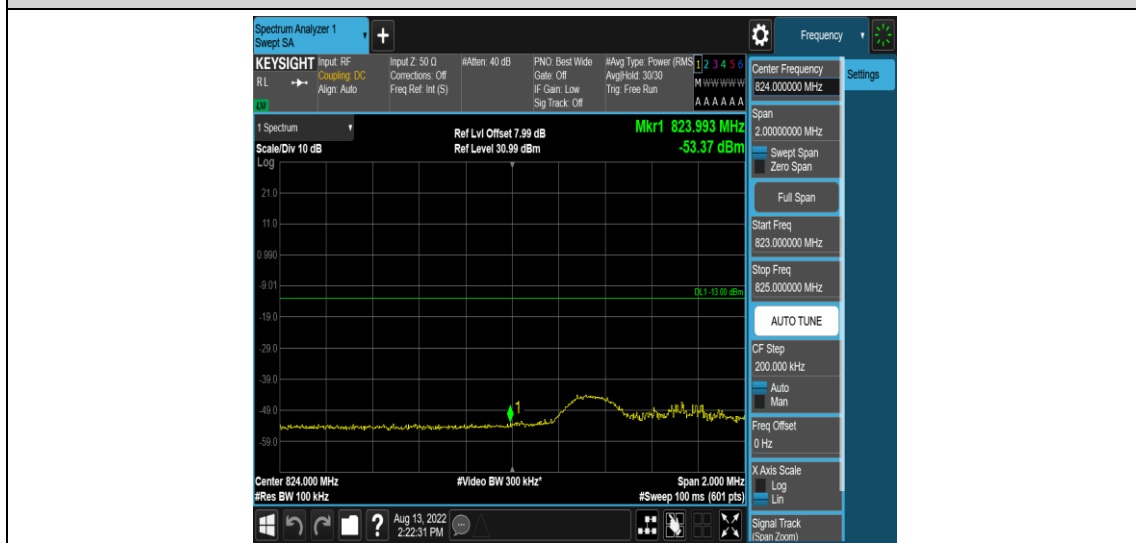 Spectrum Analyzer 1
Swept SA
+
Frequency
KEYSIGHT
RL
Input: RF
Coupling: DC
Align: Auto
Input Z: 50 Ω
Corrections: Off
Freq Ref: Int (S)
#Atten: 40 dB
PNO: Best Wide
Gate: Off
IF Gain: Low
Sig Track: Off
#Avg Type: Power (RMS
Avg|Hold: 30/30
Trig: Free Run
1 2 3 4 5 6
M W W W W W
A A A A A A
1 Spectrum
Scale/Div 10 dB
Ref Lvl Offset 7.99 dB
Ref Level 30.99 dBm
Mkr1 823.993 MHz
-53.37 dBm
Log
21.0
11.0
0.990
-9.01
DL1 -13.00 dBm
-19.0
-29.0
-39.0
-49.0
1
-59.0
Center 824.000 MHz
#Video BW 300 kHz*
Span 2.000 MHz
#Res BW 100 kHz
#Sweep 100 ms (601 pts)
Aug 13, 2022
2:22:31 PM
?
Center Frequency
824.000000 MHz
Settings
Span
2.00000000 MHz
Swept Span
Zero Span
Full Span
Start Freq
823.000000 MHz
Stop Freq
825.000000 MHz
AUTO TUNE
CF Step
200.000 kHz
Auto
Man
Freq Offset
0 Hz
X Axis Scale
Log
Lin
Signal Track
(Span Zoom)